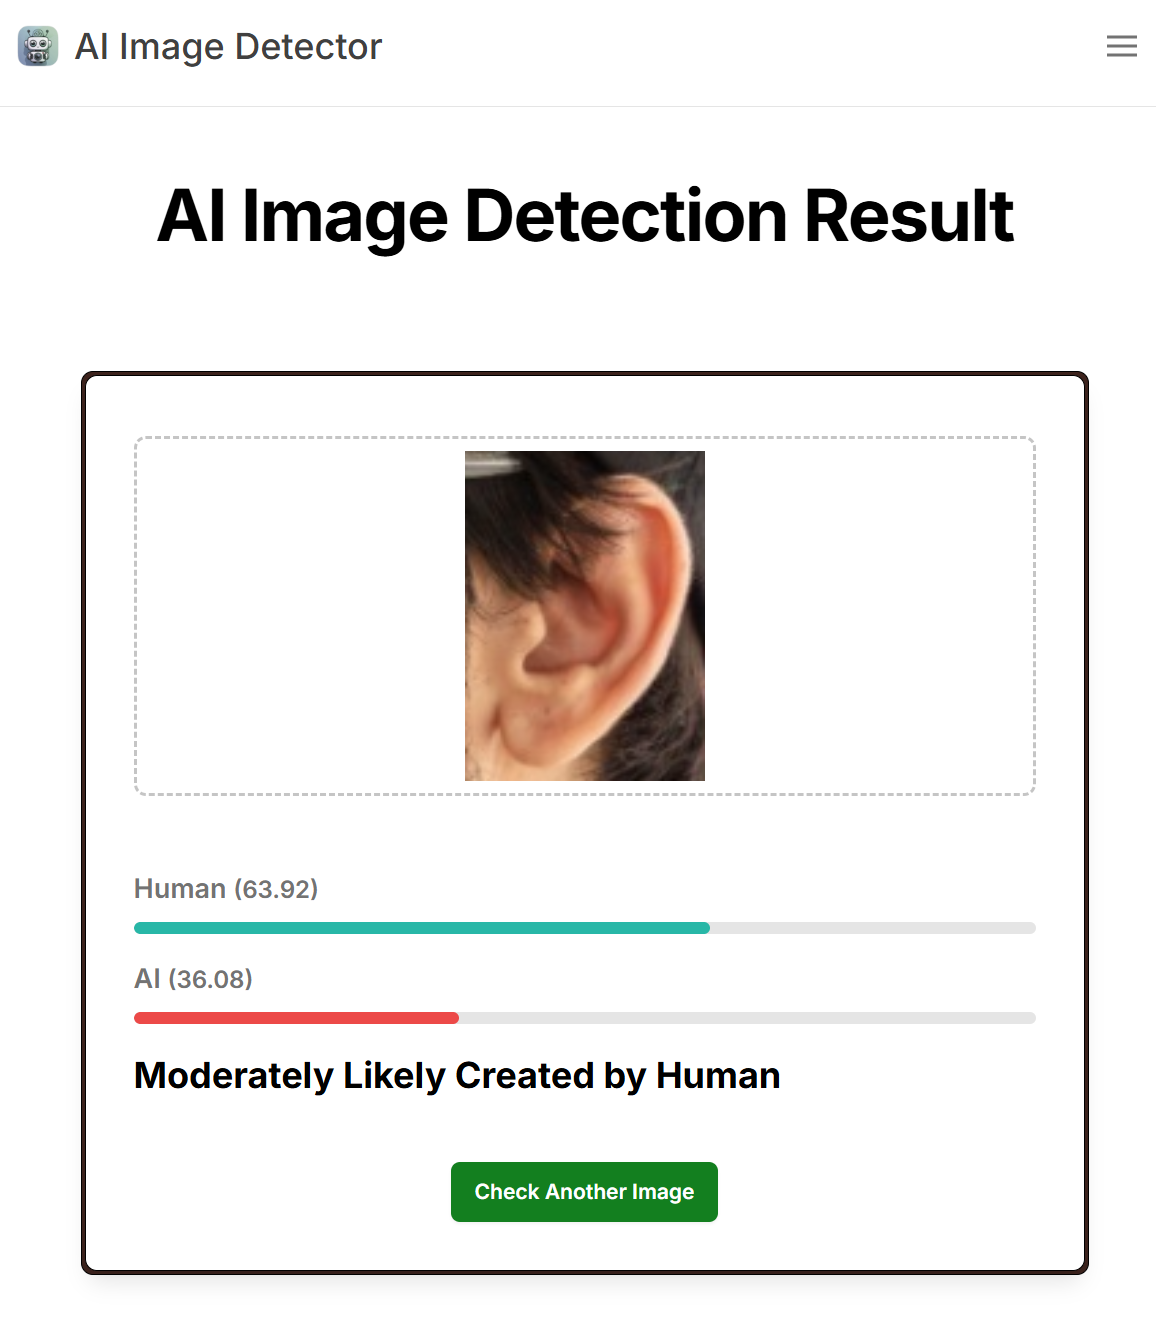 AI Image Detector
AI Image Detection Result
Human (63.92)
AI (36.08)
Moderately Likely Created by Human
Check Another Image